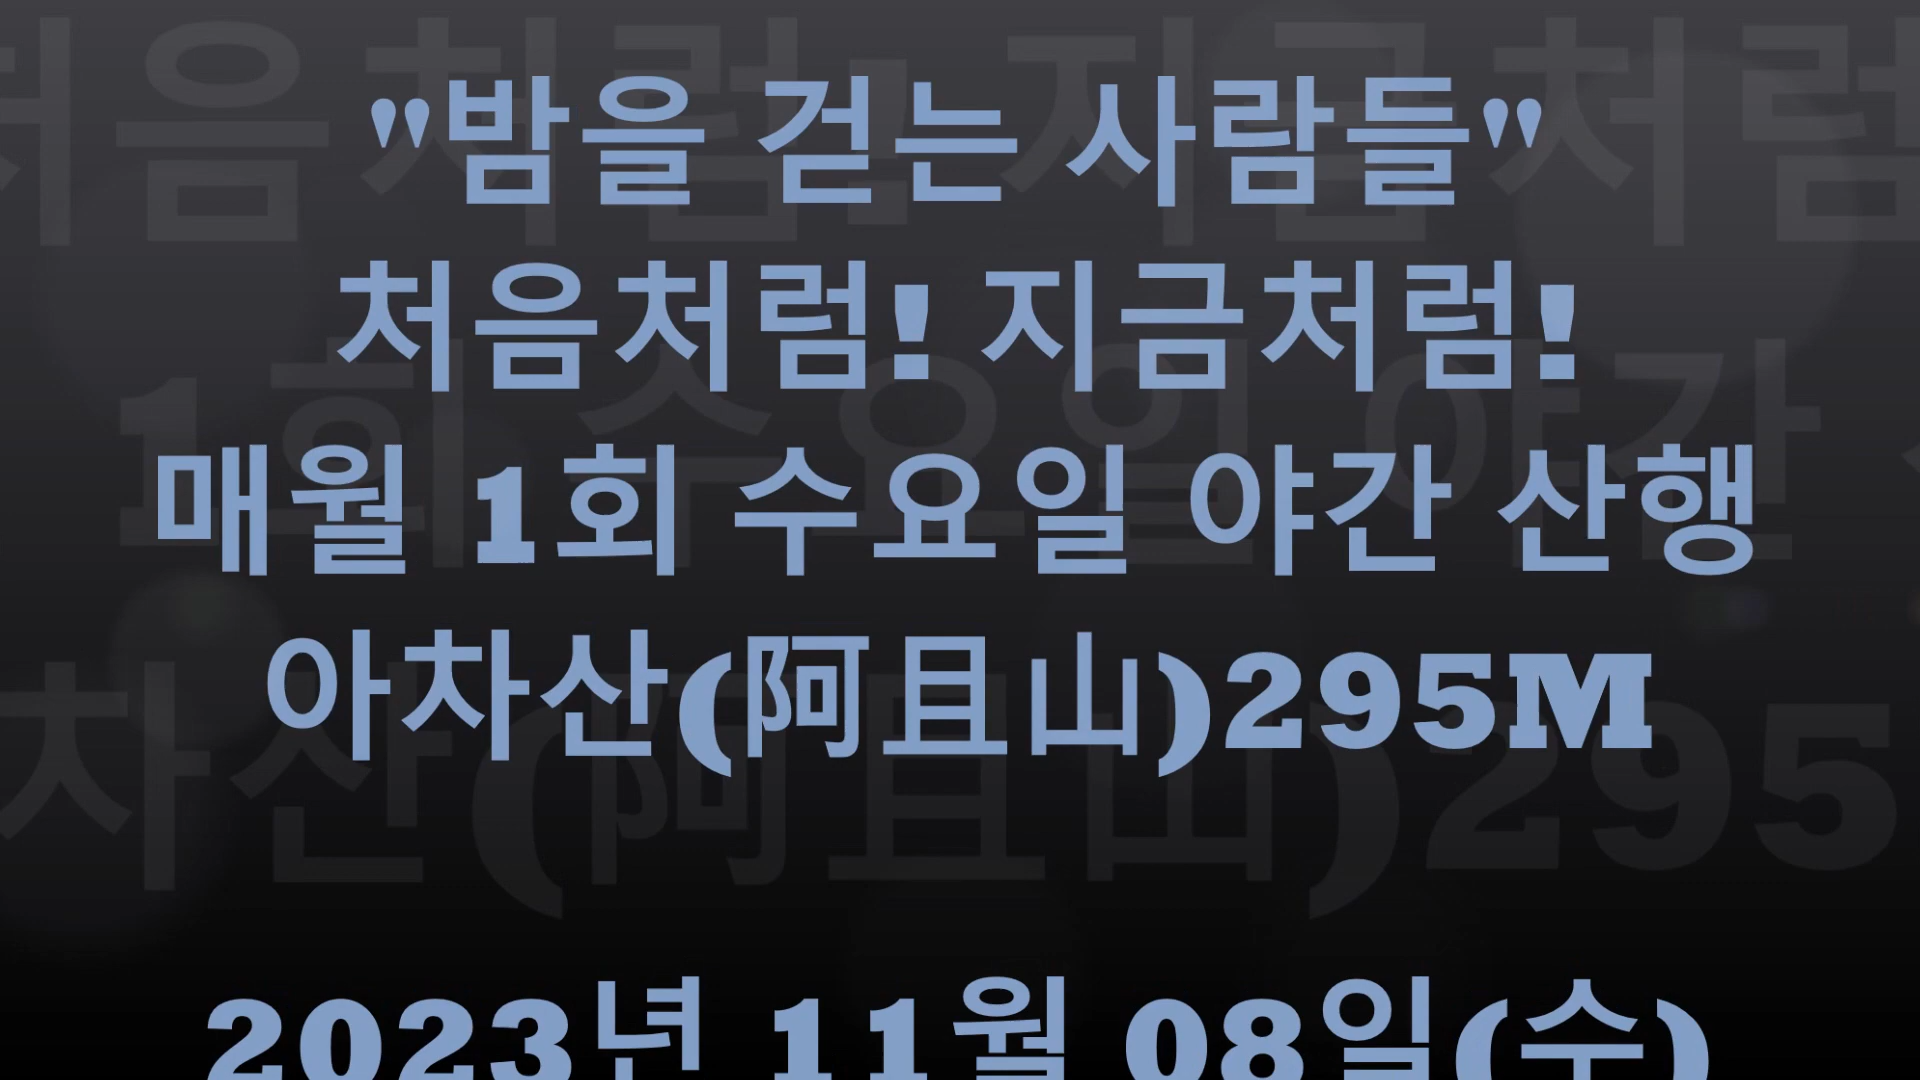 "밤을 걷는 사람들"
처음처럼! 지금처럼!
매월 1회 수요일 야간 산행
아차산(阿且山)295M
2023년 11월 08일(수)